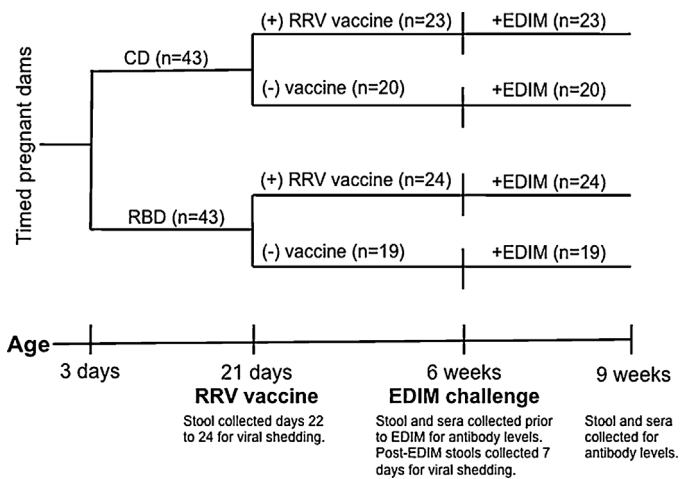 Timed pregnant dams
CD (n=43)
(+) RRV vaccine (n=23)
+EDIM (n=23)
(-) vaccine (n=20)
+EDIM (n=20)
RBD (n=43)
(+) RRV vaccine (n=24)
+EDIM (n=24)
(-) vaccine (n=19)
+EDIM (n=19)
Age
3 days
21 days
6 weeks
9 weeks
RRV vaccine
Stool collected days 22
to 24 for viral shedding.
EDIM challenge
Stool and sera collected prior
to EDIM for antibody levels.
Post-EDIM stools collected 7
days for viral shedding.
Stool and sera
collected for
antibody levels.